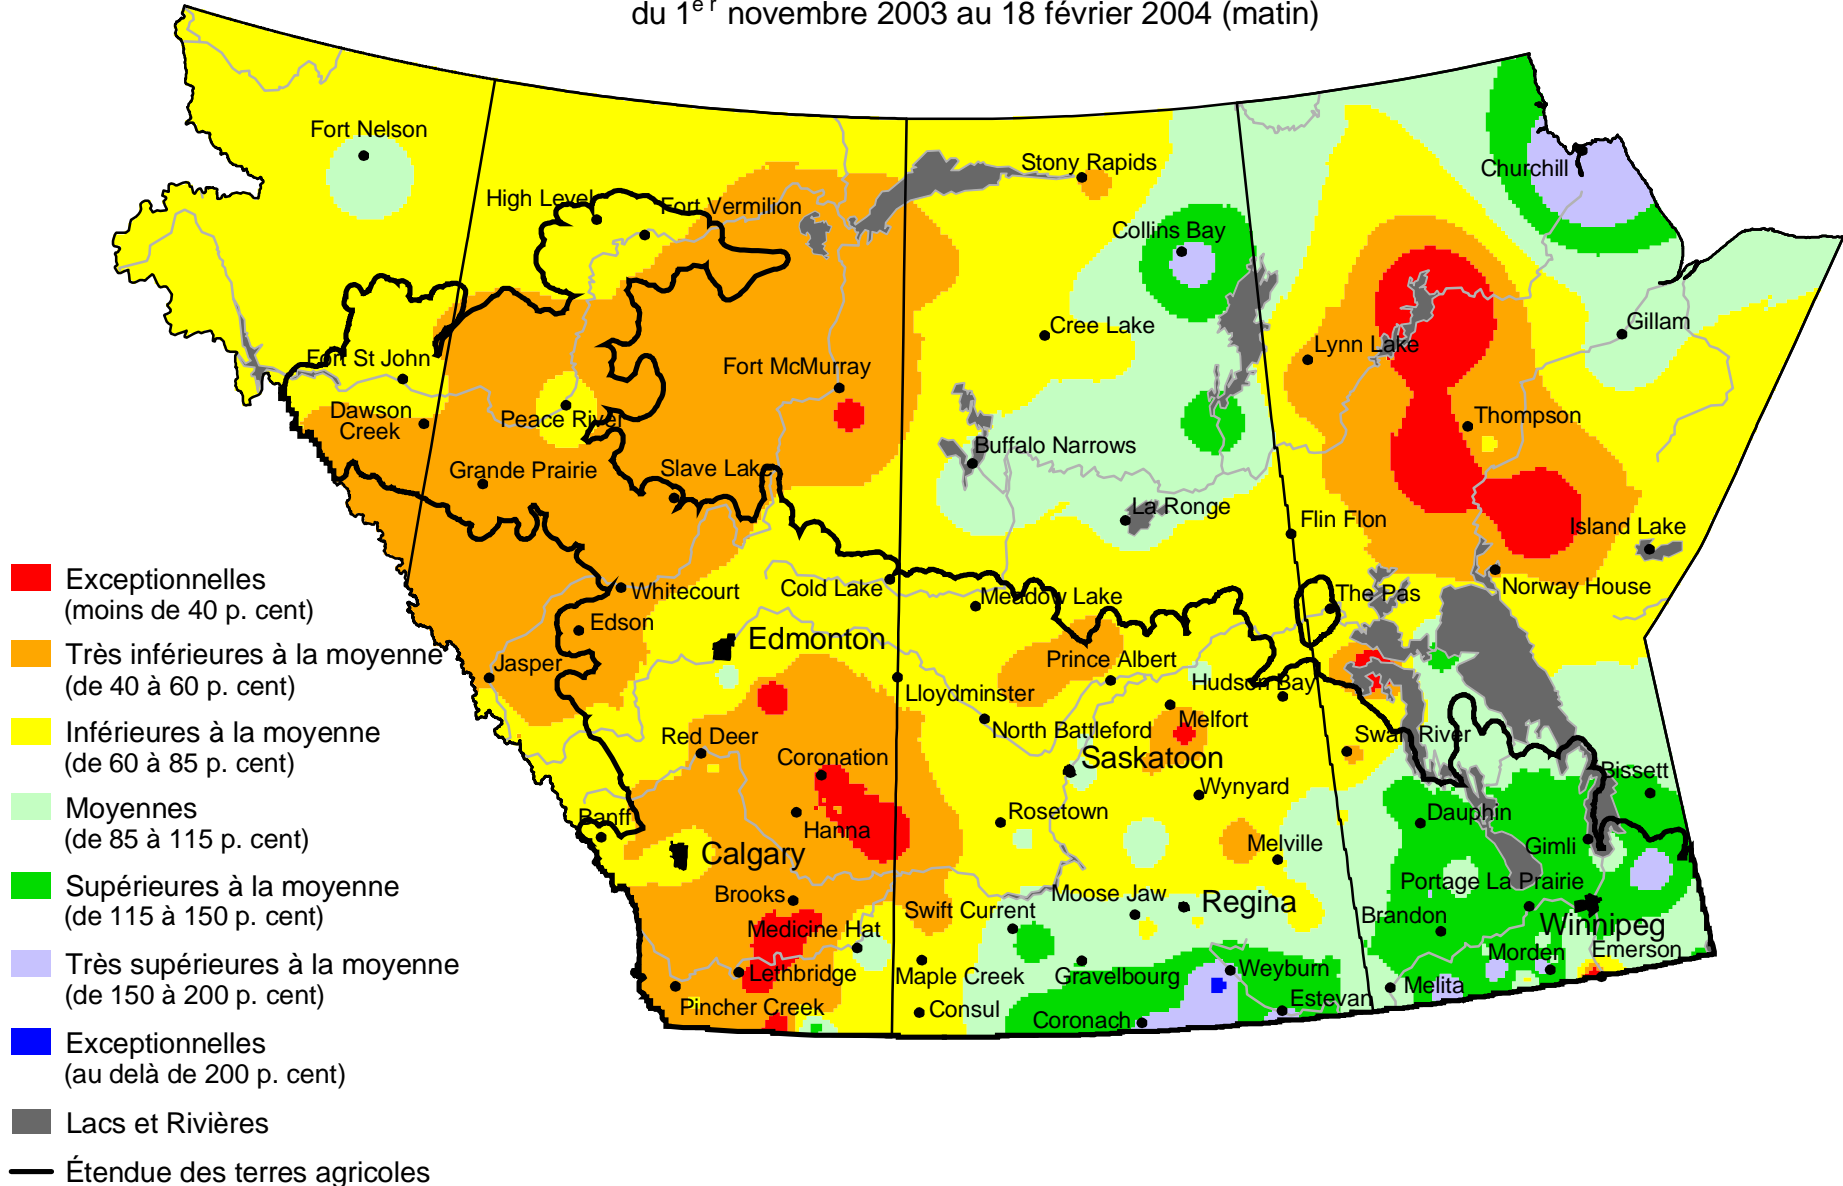 du 1er novembre 2003 au 18 février 2004 (matin)
Fort Nelson
Churchill
Stony Rapids
High Level
Fort Vermilion
Collins Bay
Gillam
Cree Lake
Lynn Lake
Fort St John
Fort McMurray
Dawson
Creek
Peace River
Thompson
Buffalo Narrows
Grande Prairie
Slave Lake
La Ronge
Flin Flon
Island Lake
Whitecourt
Cold Lake
Meadow Lake
The Pas
Norway House
Edson
Edmonton
Jasper
Prince Albert
Hudson Bay
Lloydminster
North Battleford
Melfort
Red Deer
Swan River
Coronation
Saskatoon
Bissett
Wynyard
Banff
Hanna
Rosetown
Dauphin
Calgary
Melville
Gimli
Portage La Prairie
Brooks
Swift Current
Moose Jaw
Regina
Brandon
Winnipeg
Medicine Hat
Morden
Emerson
Lethbridge
Maple Creek
Gravelbourg
Weyburn
Melita
Pincher Creek
Consul
Coronach
Estevan
Exceptionnelles
(moins de 40 p. cent)
Très inférieures à la moyenne
(de 40 à 60 p. cent)
Inférieures à la moyenne
(de 60 à 85 p. cent)
Moyennes
(de 85 à 115 p. cent)
Supérieures à la moyenne
(de 115 à 150 p. cent)
Très supérieures à la moyenne
(de 150 à 200 p. cent)
Exceptionnelles
(au delà de 200 p. cent)
Lacs et Rivières
Étendue des terres agricoles